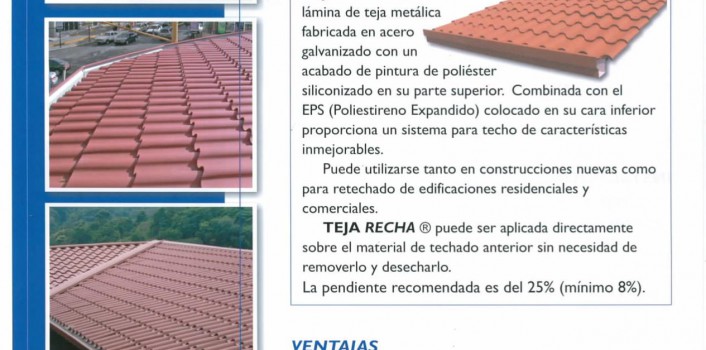 lámina de teja metálica
fabricada en acero
galvanizado con un
acabado de pintura de poliéster
siliconizado en su parte superior. Combinada con el
EPS (Poliestireno Expandido) colocado en su cara inferior
proporciona un sistema para techo de características
inmejorables.
Puede utilizarse tanto en construcciones nuevas como
para retechado de edificaciones residenciales y
comerciales.
TEJA RECHA ® puede ser aplicada directamente
sobre el material de techado anterior sin necesidad de
removerlo y desecharlo.
La pendiente recomendada es del 25% (mínimo 8%).
VENTAJAS